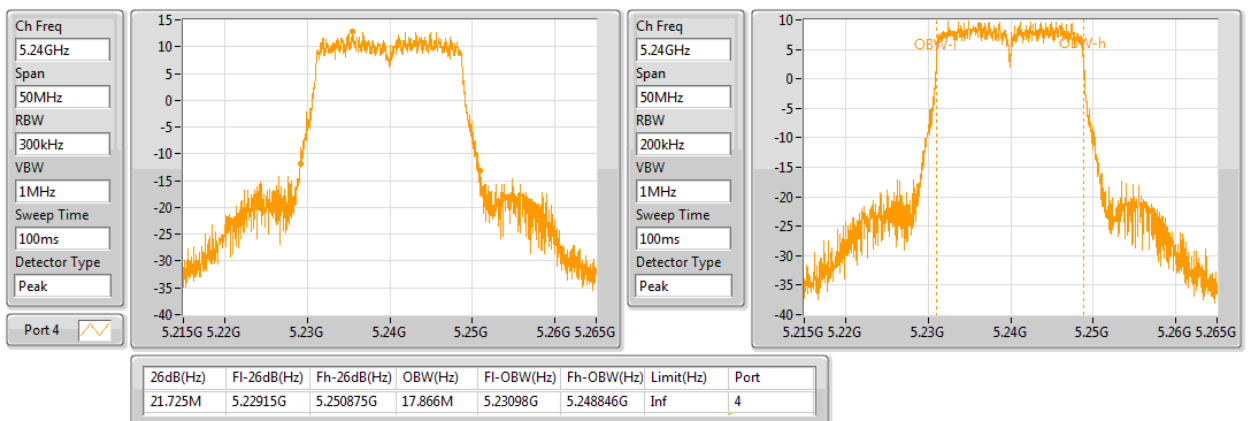 Ch Freq
5.24GHz
Span
50MHz
RBW
300kHz
VBW
1MHz
Sweep Time
100ms
Detector Type
Peak
Port 4
15
10
5
0
-5
-10
-15
-20
-25
-30
-35
-40
5.215G 5.22G 5.23G 5.24G 5.25G 5.26G 5.265G
Ch Freq
5.24GHz
Span
50MHz
RBW
200kHz
VBW
1MHz
Sweep Time
100ms
Detector Type
Peak
10
5
0
-5
-10
-15
-20
-25
-30
-35
-40
OBW-l OBW-h
5.215G 5.22G 5.23G 5.24G 5.25G 5.26G 5.265G
26dB(Hz) Fl-26dB(Hz) Fh-26dB(Hz) OBW(Hz) Fl-OBW(Hz) Fh-OBW(Hz) Limit(Hz) Port
21.725M 5.22915G 5.250875G 17.866M 5.23098G 5.248846G Inf 4